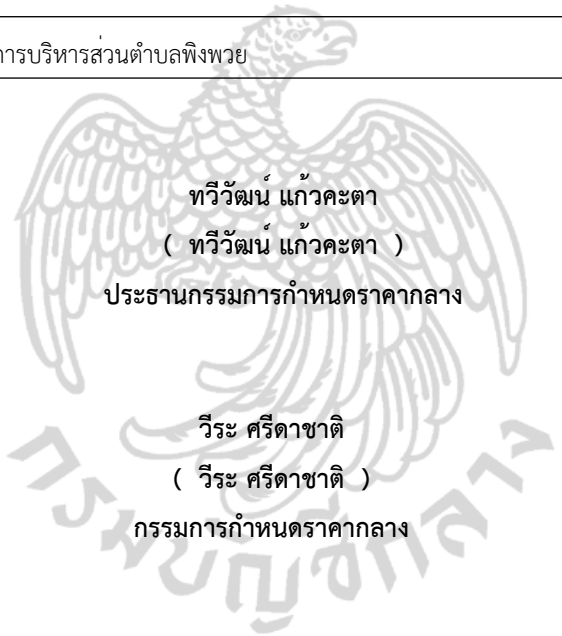 การบริหารส่วนตำบลพิงพวย
ทวีวัฒน์ แก้วคะตา
( ทวีวัฒน์ แก้วคะตา )
ประธานกรรมการกำหนดราคากลาง
วีระ ศรีดาชาติ
( วีระ ศรีดาชาติ )
กรรมการกำหนดราคากลาง
กรมบัญชีกลาง